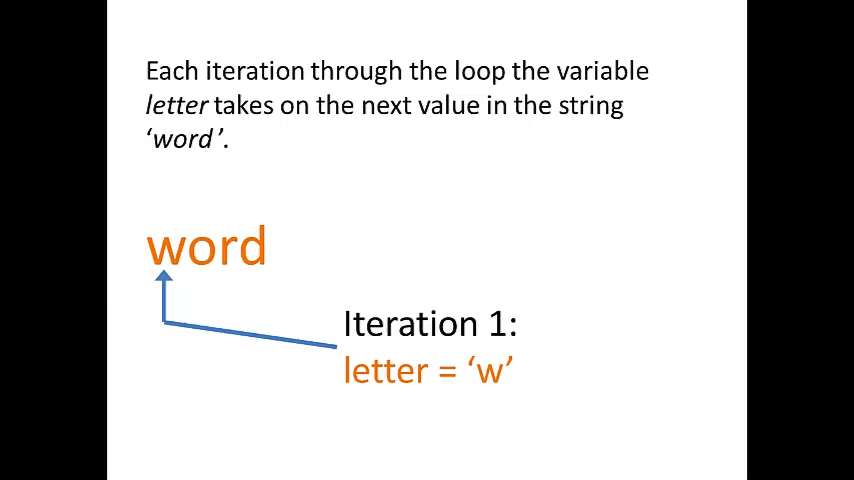 Each iteration through the loop the variable
letter takes on the next value in the string
‘word’.
word
Iteration 1:
letter = ‘w’